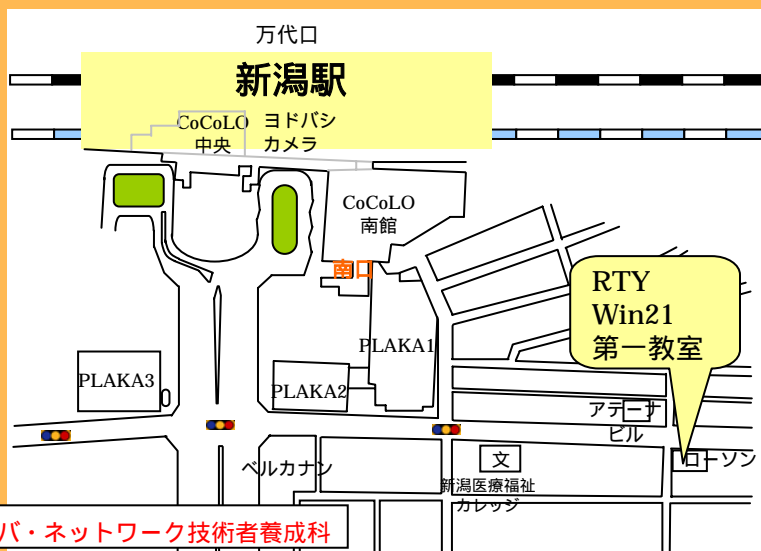 万代口
新潟駅
CoCoLO
中央
ヨドバシ
カメラ
CoCoLO
南館
南口
RTY
Win21
第一教室
PLAKA1
PLAKA3
PLAKA2
アテーナ
ビル
ベルカナン
文
ローソン
新潟医療福祉
カレッジ
バ・ネットワーク技術者養成科